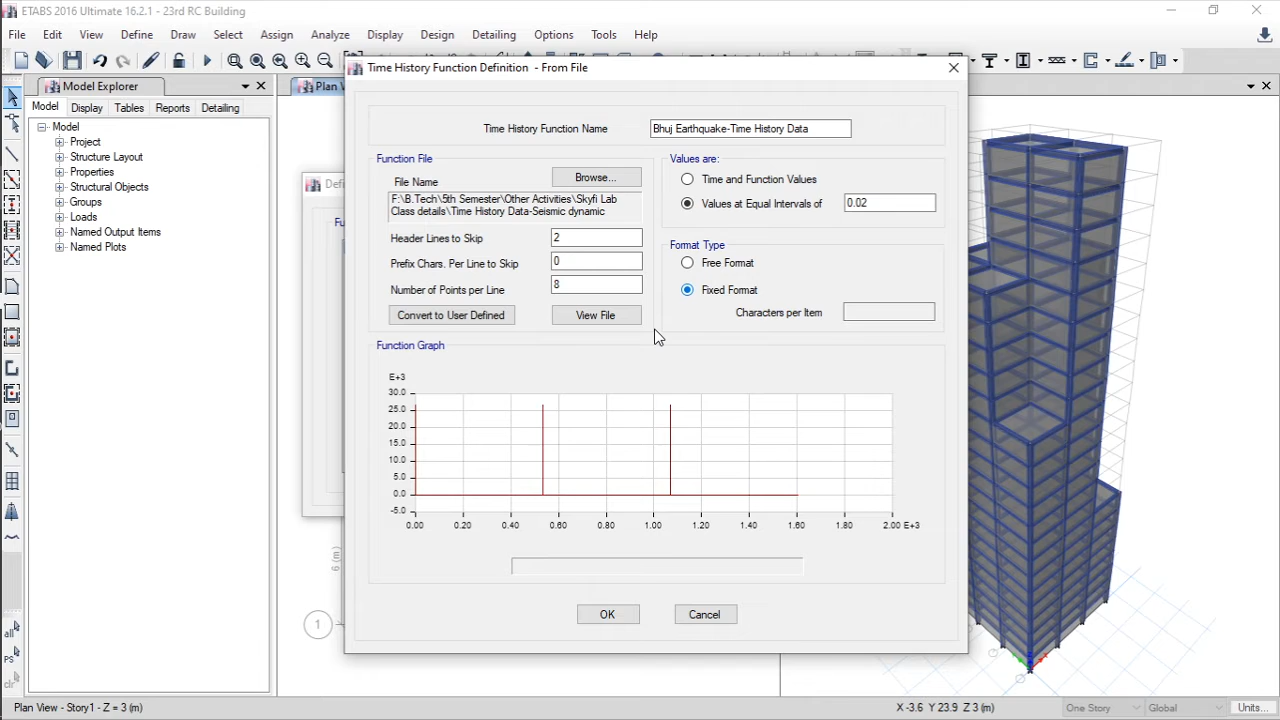 ETABS 2016 Ultimate 16.2.1 - 23rd RC Building
File Edit View Define Draw Select Assign Analyze Display Design Detailing Options Tools Help
Model Explorer
Plan V
Model Display Tables Reports Detailing
Model
Project
Structure Layout
Properties
Structural Objects
Groups
Loads
Named Output Items
Named Plots
all
PS
clr
Defi
Fu
6 (m)
1
Time History Function Definition - From File
Time History Function Name
Bhuj Earthquake-Time History Data
Function File
File Name
Browse...
F:\B.Tech\5th Semester\Other Activities\Skyfi Lab
Class details\Time History Data-Seismic dynamic
Header Lines to Skip
2
Prefix Chars. Per Line to Skip
0
Number of Points per Line
8
Convert to User Defined
View File
Values are:
Time and Function Values
Values at Equal Intervals of
0.02
Format Type
Free Format
Fixed Format
Characters per Item
Function Graph
E+3
30.0
25.0
20.0
15.0
10.0
5.0
0.0
-5.0
0.00 0.20 0.40 0.60 0.80 1.00 1.20 1.40 1.60 1.80 2.00 E+3
OK
Cancel
Plan View - Story1 - Z = 3 (m)
X -3.6 Y 23.9 Z 3 (m)
One Story
Global
Units...